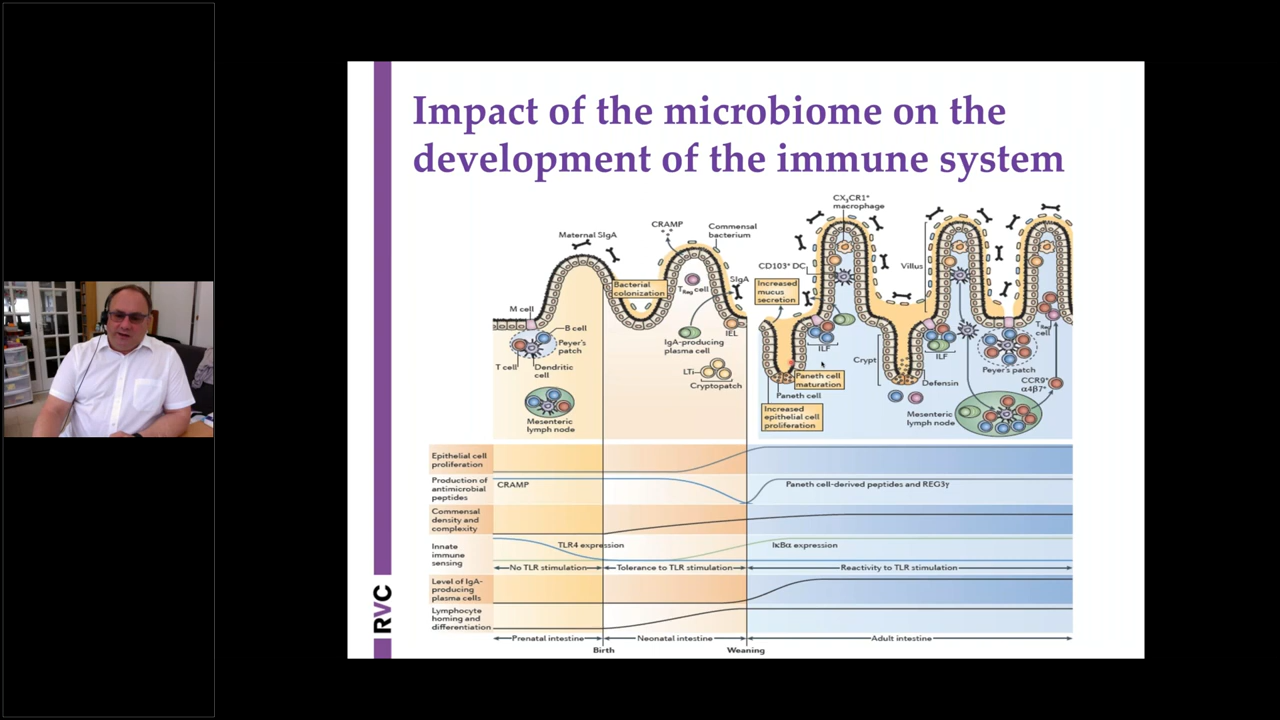 Impact of the microbiome on the
development of the immune system
CX3CR1+
macrophage
CRAMP
Commensal
bacterium
Maternal SIgA
CD103+ DC
Villus
Bacterial
colonization
TReg cell
SIgA
Increased
mucus
secretion
M cell
B cell
Peyer's
patch
T cell
Dendritic
cell
IgA-producing
plasma cell
IEL
ILF
ILF
TReg
cell
LTi
Cryptopatch
Crypt
Paneth cell
maturation
Paneth cell
Defensin
Peyer's patch
CCR9+
α4β7+
Mesenteric
lymph node
Increased
epithelial cell
proliferation
Mesenteric
lymph node
Epithelial cell
proliferation
Production of
antimicrobial
peptides
CRAMP
Paneth cell-derived peptides and REG3γ
Commensal
density and
complexity
Innate
immune
sensing
TLR4 expression
IκBα expression
No TLR stimulation
Tolerance to TLR stimulation
Reactivity to TLR stimulation
Level of IgA-
producing
plasma cells
Lymphocyte
homing and
differentiation
Prenatal intestine
Neonatal intestine
Adult intestine
Birth
Weaning
RVC